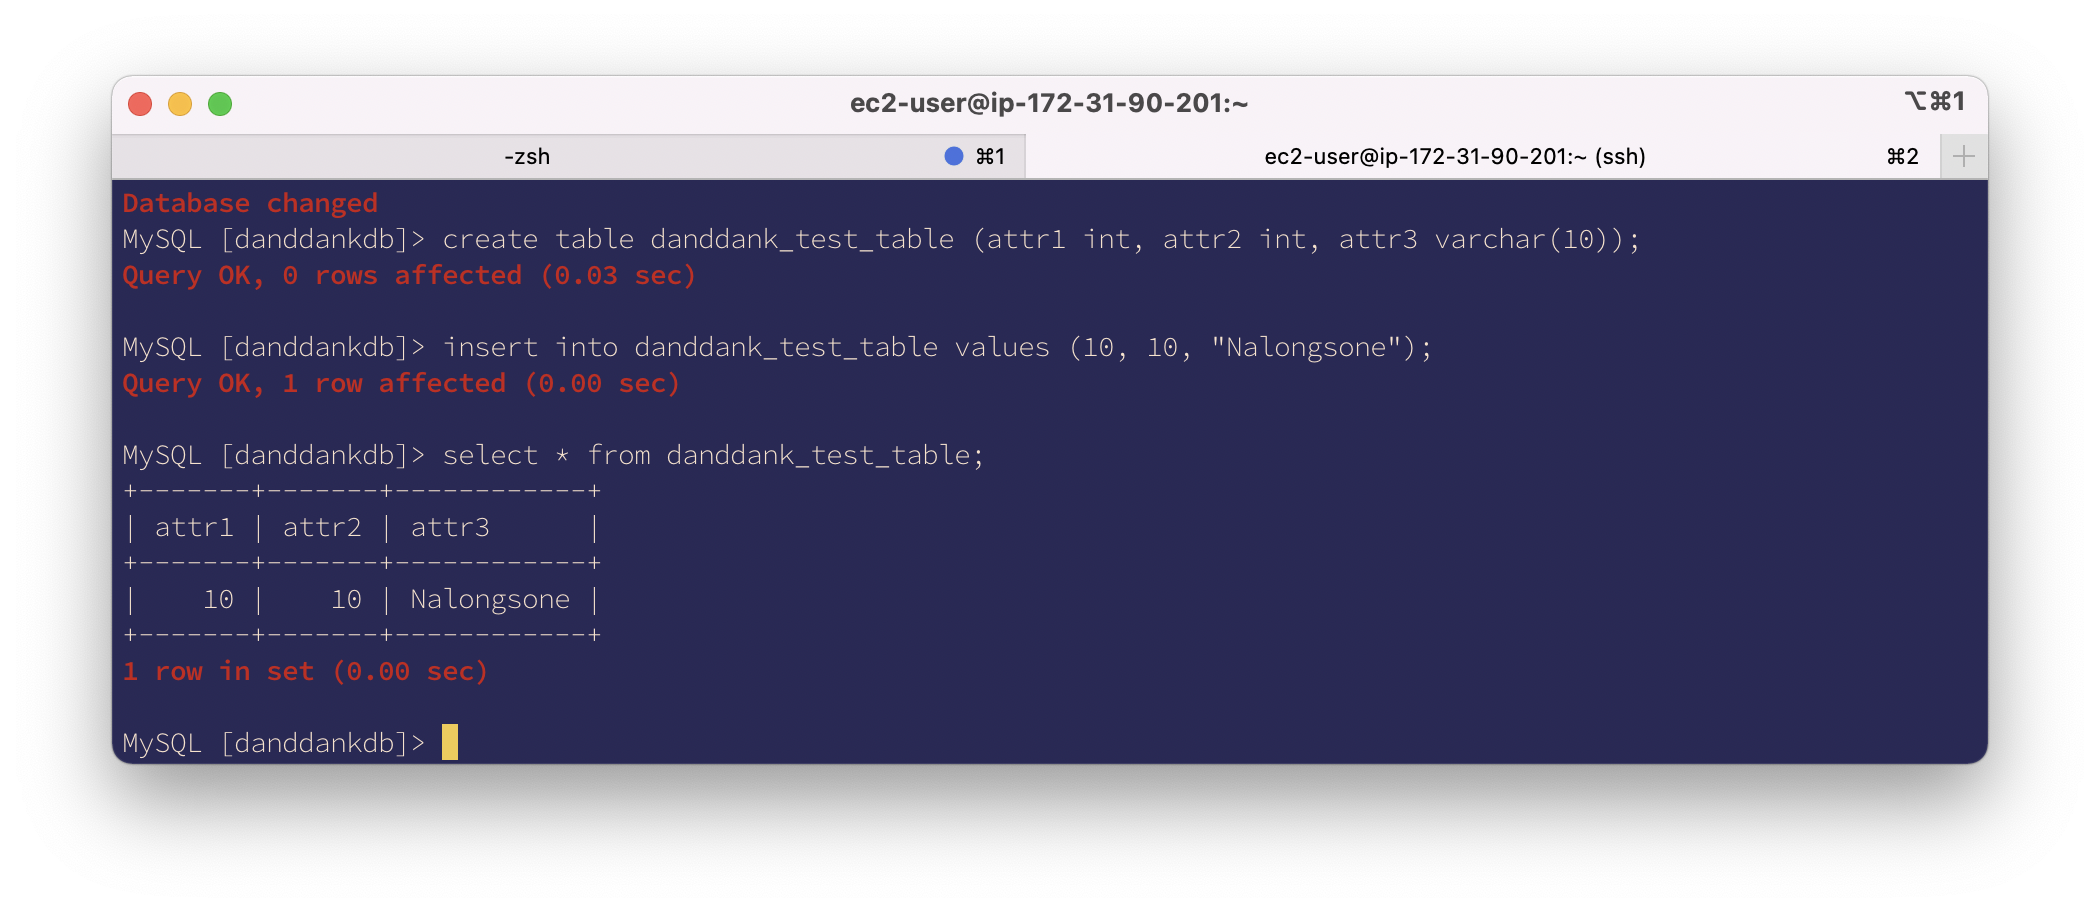 ec2-user@ip-172-31-90-201:~ ⌥⌘1
-zsh ⌘1 ec2-user@ip-172-31-90-201:~ (ssh) ⌘2 +
Database changed
MySQL [danddankdb]> create table danddank_test_table (attr1 int, attr2 int, attr3 varchar(10));
Query OK, 0 rows affected (0.03 sec)
MySQL [danddankdb]> insert into danddank_test_table values (10, 10, "Nalongsone");
Query OK, 1 row affected (0.00 sec)
MySQL [danddankdb]> select * from danddank_test_table;
+-------+-------+------------+
| attr1 | attr2 | attr3      |
+-------+-------+------------+
|    10 |    10 | Nalongsone |
+-------+-------+------------+
1 row in set (0.00 sec)
MySQL [danddankdb]>